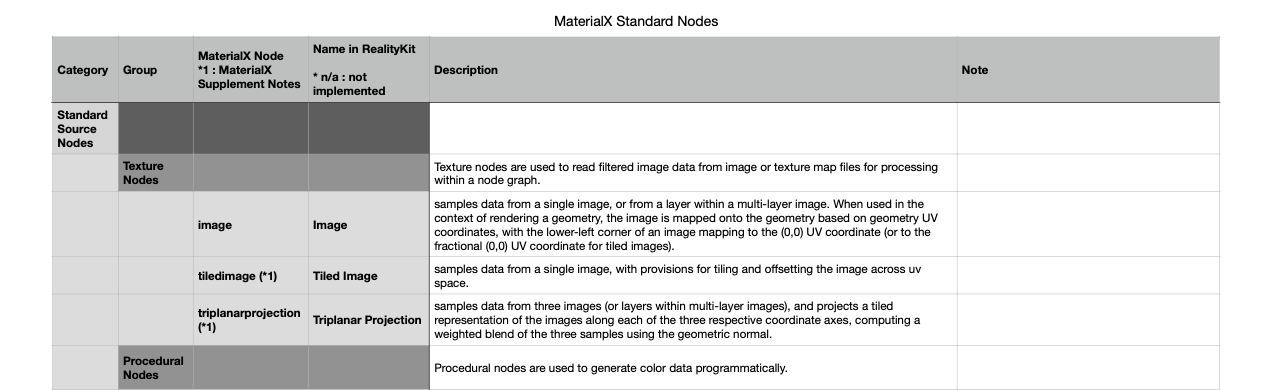 MaterialX Standard Nodes
Category
Group
MaterialX Node
*1 : MaterialX
Supplement Notes
Name in RealityKit
* n/a : not
implemented
Description
Note
Standard
Source
Nodes
Texture
Nodes
Texture nodes are used to read filtered image data from image or texture map files for processing
within a node graph.
image
Image
samples data from a single image, or from a layer within a multi-layer image. When used in the
context of rendering a geometry, the image is mapped onto the geometry based on geometry UV
coordinates, with the lower-left corner of an image mapping to the (0,0) UV coordinate (or to the
fractional (0,0) UV coordinate for tiled images).
tiledimage (*1)
Tiled Image
samples data from a single image, with provisions for tiling and offsetting the image across uv
space.
triplanarprojection
(*1)
Triplanar Projection
samples data from three images (or layers within multi-layer images), and projects a tiled
representation of the images along each of the three respective coordinate axes, computing a
weighted blend of the three samples using the geometric normal.
Procedural
Nodes
Procedural nodes are used to generate color data programmatically.